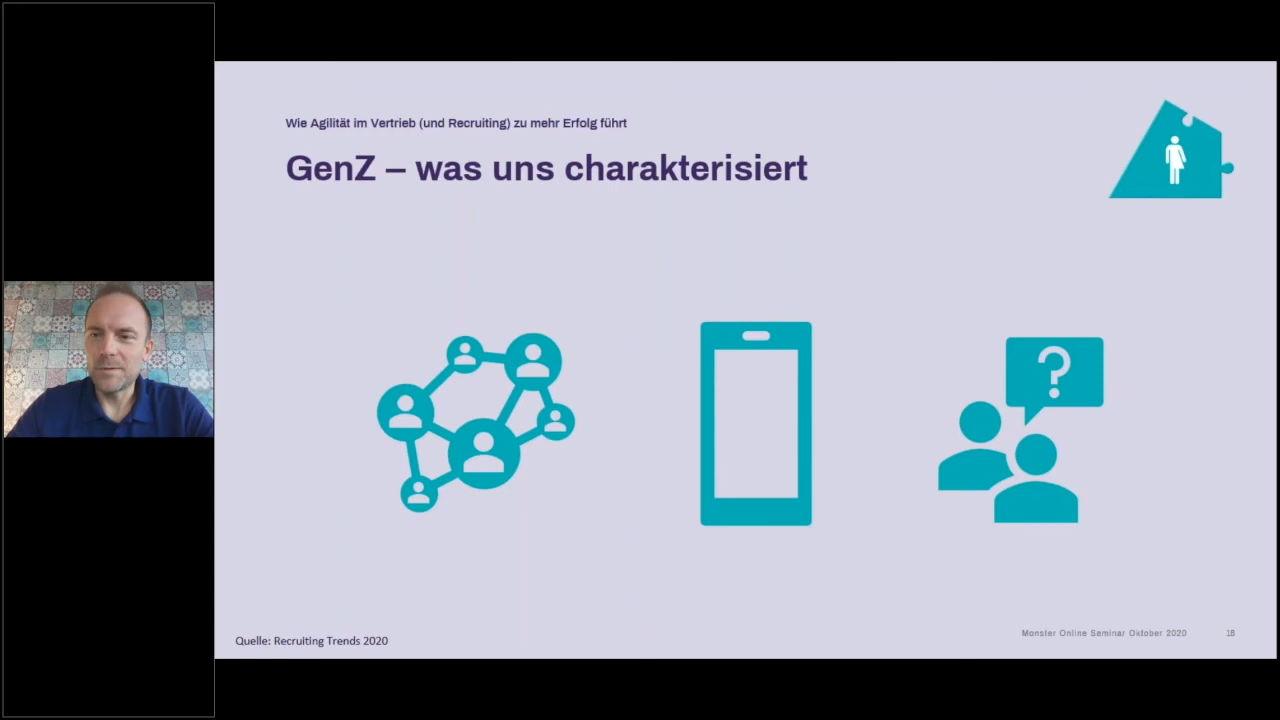 Wie Agilität im Vertrieb (und Recruiting) zu mehr Erfolg führt
GenZ – was uns charakterisiert
?
Quelle: Recruiting Trends 2020
Monster Online Seminar Oktober 2020 18